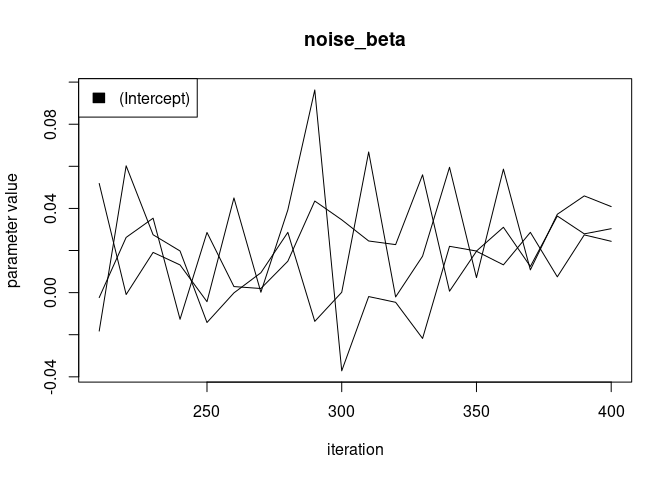 noise_beta
(Intercept)
parameter value
-0.04
0.00
0.04
0.08
250
300
350
400
iteration